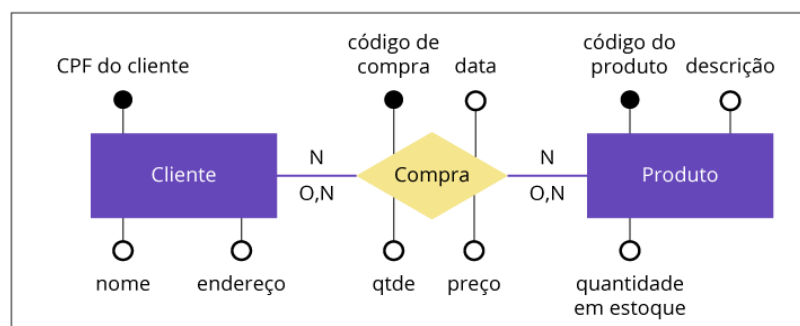 CPF do cliente
código de
compra
data
código do
produto
descrição
Cliente
N
O,N
Compra
N
O,N
Produto
nome
endereço
qtde
preço
quantidade
em estoque